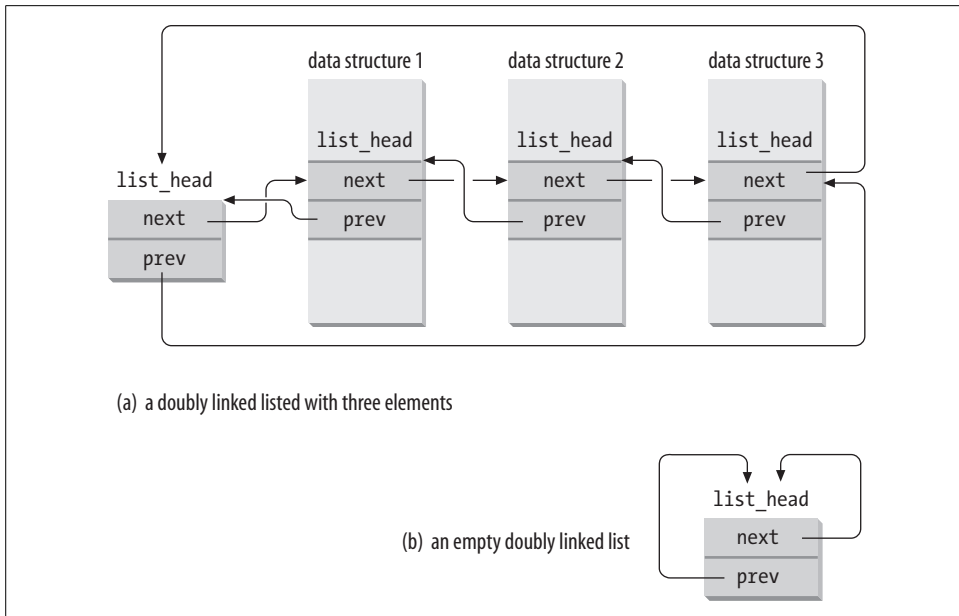 data structure 1
data structure 2
data structure 3
list_head
list_head
list_head
list_head
next
next
next
next
prev
prev
prev
prev
(a) a doubly linked listed with three elements
list_head
(b) an empty doubly linked list
next
prev